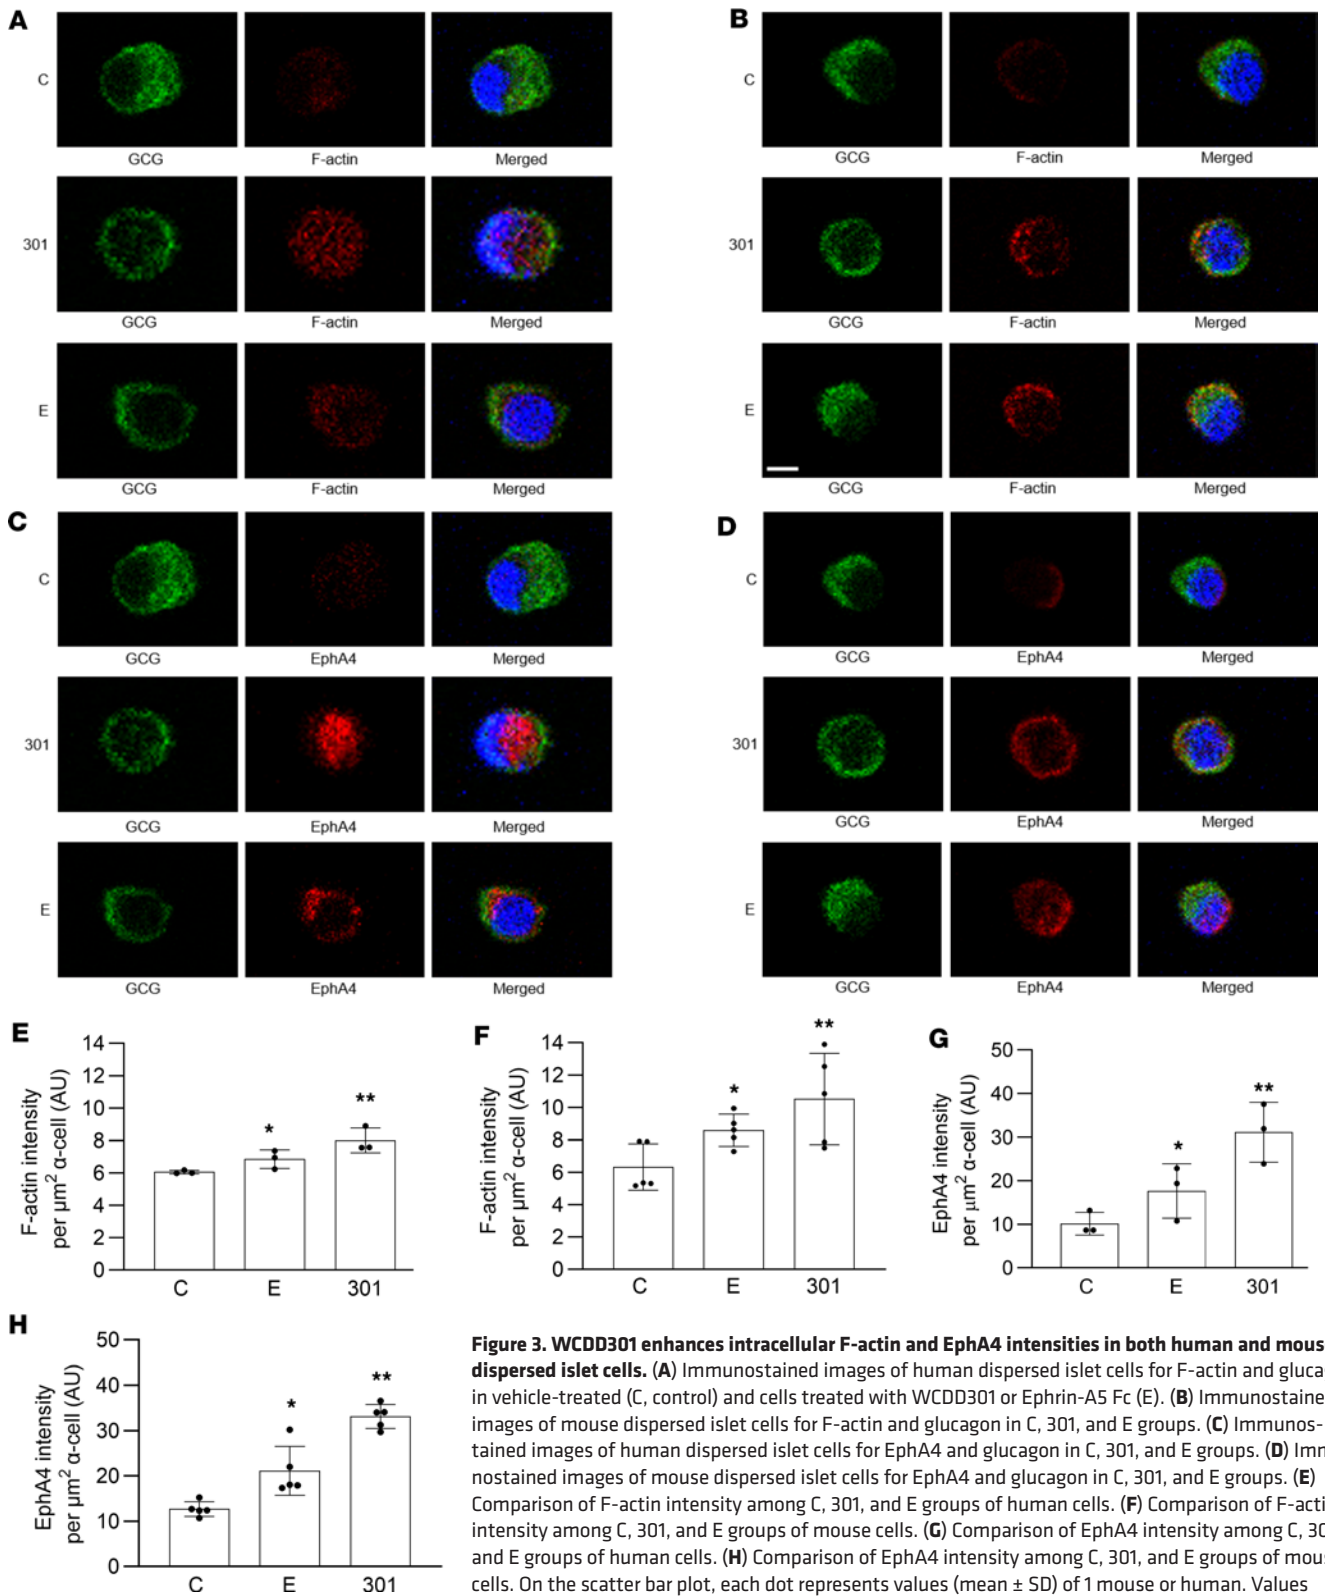 A
C
GCG F-actin Merged
301
GCG F-actin Merged
E
GCG F-actin Merged
B
C
GCG F-actin Merged
301
GCG F-actin Merged
E
GCG F-actin Merged
C
C
GCG EphA4 Merged
301
GCG EphA4 Merged
E
GCG EphA4 Merged
D
C
GCG EphA4 Merged
301
GCG EphA4 Merged
E
GCG EphA4 Merged
E
F-actin intensity
per μm² α-cell (AU)
14
12
10
8
6
4
2
0
*
**
C E 301
F
F-actin intensity
per μm² α-cell (AU)
14
12
10
8
6
4
2
0
*
**
C E 301
G
EphA4 intensity
per μm² α-cell (AU)
50
40
30
20
10
0
*
**
C E 301
H
EphA4 intensity
per μm² α-cell (AU)
50
40
30
20
10
0
*
**
C E 301
Figure 3. WCDD301 enhances intracellular F-actin and EphA4 intensities in both human and mous
dispersed islet cells. (A) Immunostained images of human dispersed islet cells for F-actin and gluca
in vehicle-treated (C, control) and cells treated with WCDD301 or Ephrin-A5 Fc (E). (B) Immunostaine
images of mouse dispersed islet cells for F-actin and glucagon in C, 301, and E groups. (C) Immunos-
tained images of human dispersed islet cells for EphA4 and glucagon in C, 301, and E groups. (D) Imm
nostained images of mouse dispersed islet cells for EphA4 and glucagon in C, 301, and E groups. (E)
Comparison of F-actin intensity among C, 301, and E groups of human cells. (F) Comparison of F-acti
intensity among C, 301, and E groups of mouse cells. (G) Comparison of EphA4 intensity among C, 30
and E groups of human cells. (H) Comparison of EphA4 intensity among C, 301, and E groups of mous
cells. On the scatter bar plot, each dot represents values (mean ± SD) of 1 mouse or human. Values